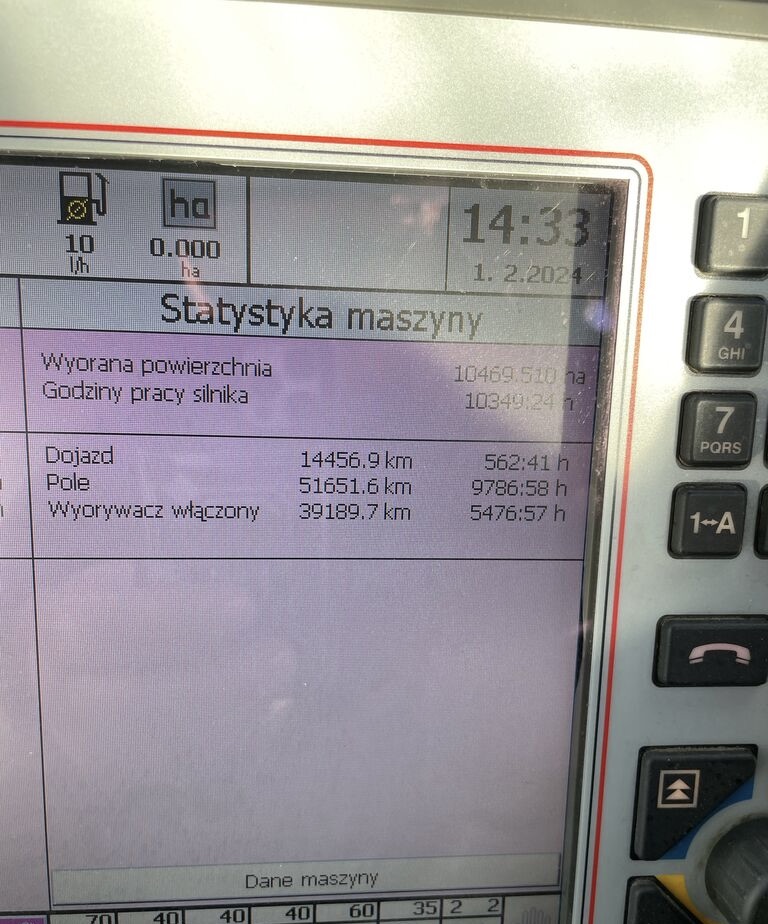 ha
14:33
10
0.000
l/h
ha
1. 2.2024
Statystyka maszyny
Wyorana powierzchnia 10469.510 ha
Godziny pracy silnika 10349:24 h
Dojazd 14456.9 km 562:41 h
Pole 51651.6 km 9786:58 h
Wyorywacz włączony 39189.7 km 5476:57 h
Dane maszyny
70 40 40 40 60 35 2 2
1
4
GHI
7
PQRS
1↔A